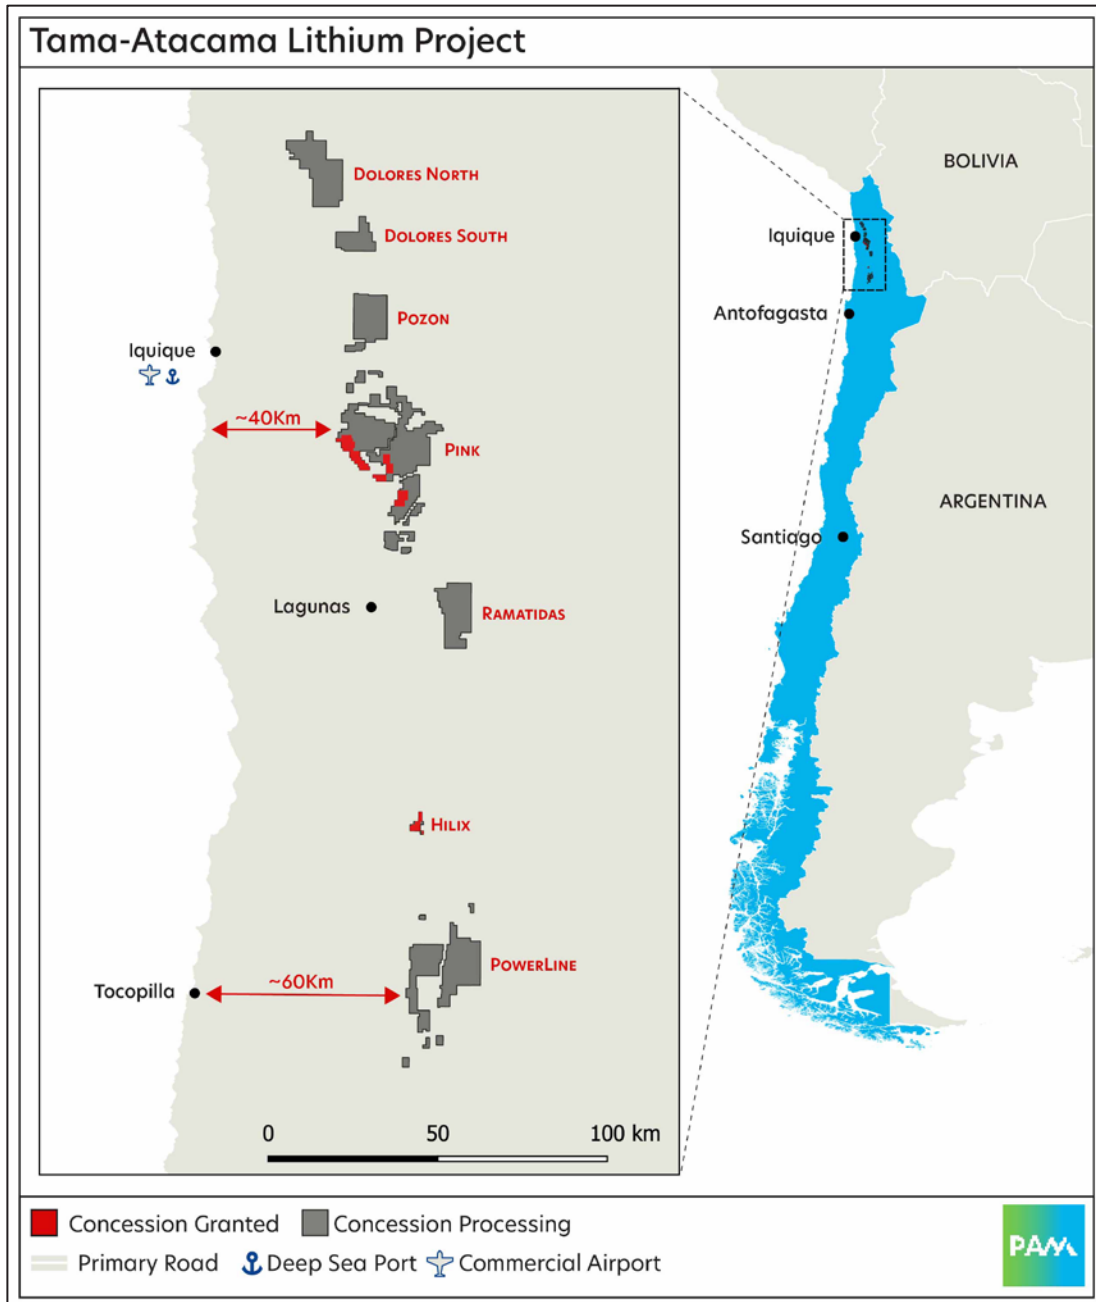 Tama-Atacama Lithium Project
DOLORES NORTH
DOLORES SOUTH
POZON
Iquique
~40Km
PINK
Lagunas
RAMATIDAS
HILIX
POWERLINE
Tocopilla
~60Km
0 50 100 km
BOLIVIA
Iquique
Antofagasta
ARGENTINA
Santiago
Concession Granted Concession Processing
Primary Road Deep Sea Port Commercial Airport
PAM